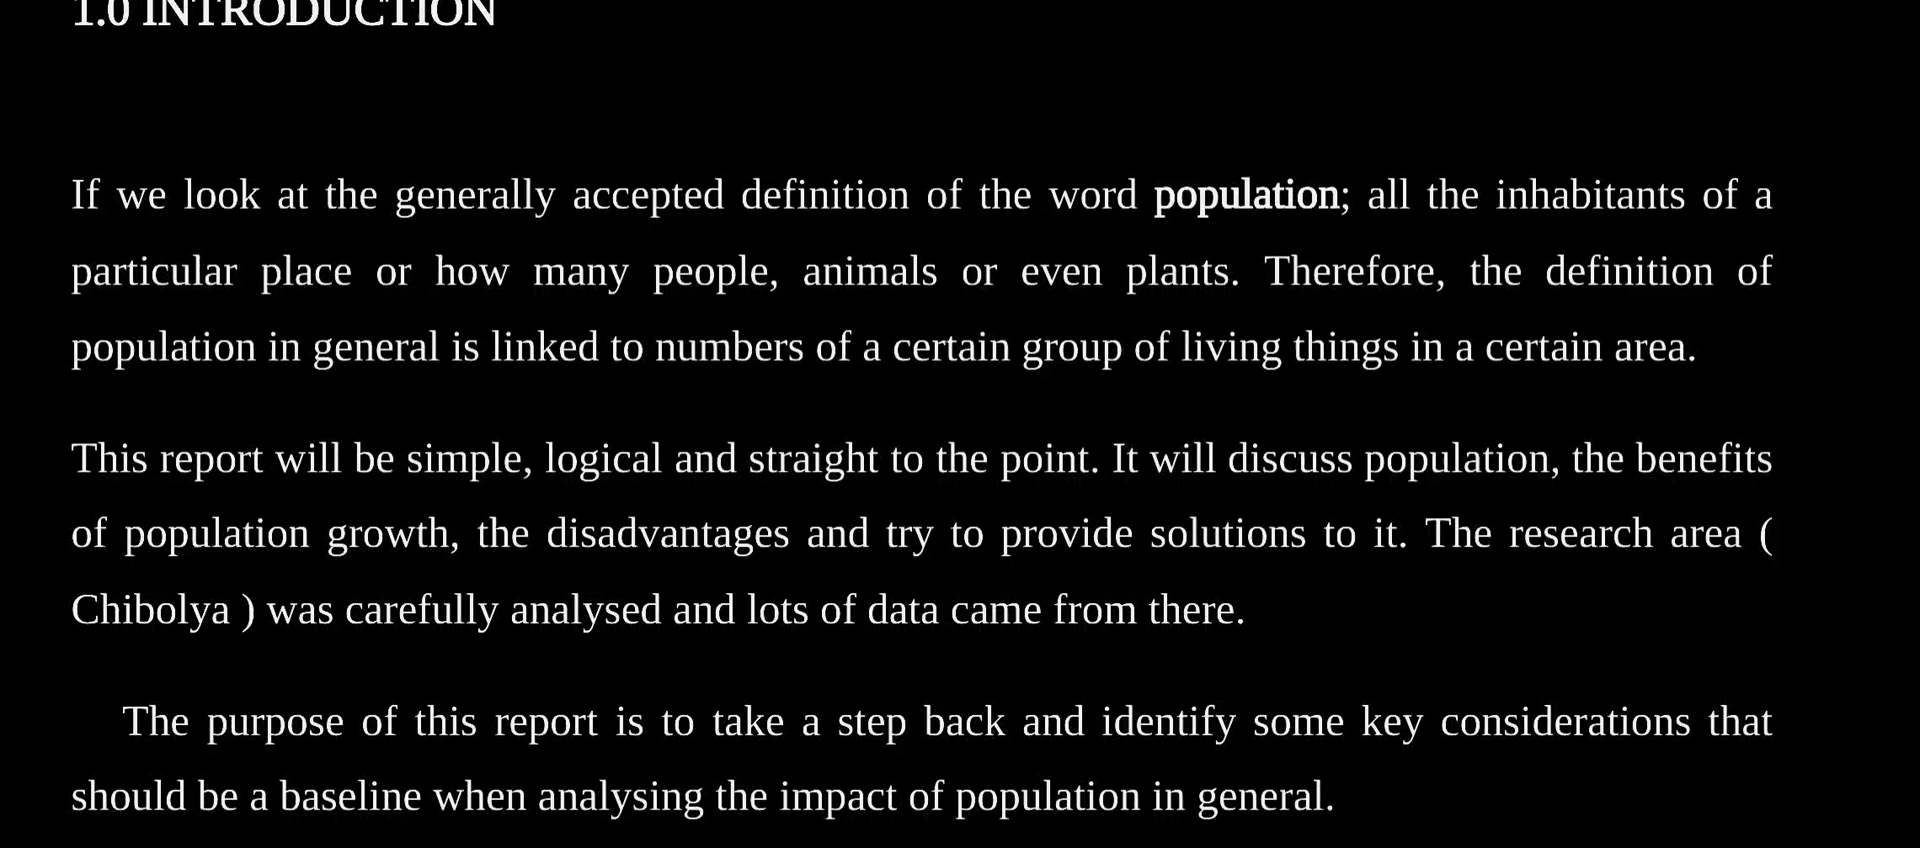 1.0 INTRODUCTION
If we look at the generally accepted definition of the word population; all the inhabitants of a
particular place or how many people, animals or even plants. Therefore, the definition of
population in general is linked to numbers of a certain group of living things in a certain area.
This report will be simple, logical and straight to the point. It will discuss population, the benefits
of population growth, the disadvantages and try to provide solutions to it. The research area (
Chibolya ) was carefully analysed and lots of data came from there.
The purpose of this report is to take a step back and identify some key considerations that
should be a baseline when analysing the impact of population in general.